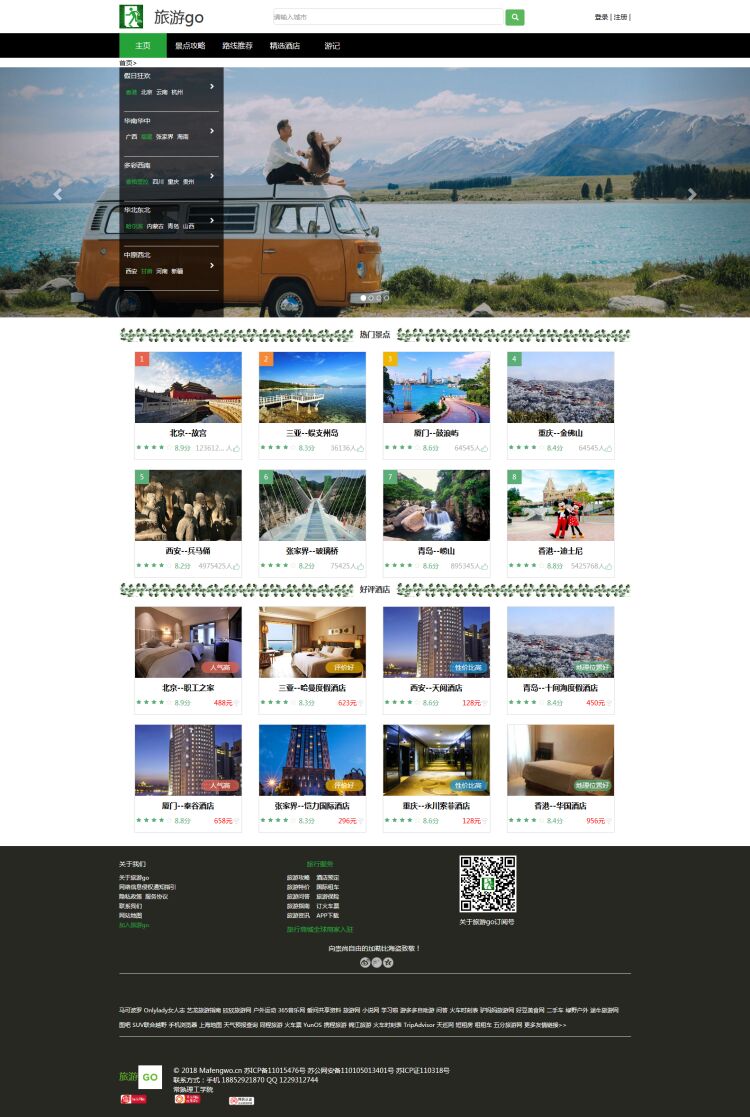 旅游go
请输入城市
登录 | 注册 |
主页 景点攻略 路线推荐 精选酒店 游记
首页>
假日狂欢
香港 北京 云南 杭州
华南华中
广西 张家界 海南
多彩西南
香格里拉 四川 重庆 贵州
华北东北
哈尔滨 内蒙古 青岛 山西
中原西北
西安 甘肃 河南 新疆
热门景点
1 2 3 4
北京--故宫 三亚--蜈支州岛 厦门--鼓浪屿 重庆--金佛山
8.9分 123612... 人 8.3分 36136人 8.6分 64545人 8.4分 64545人
5 6 7 8
西安--兵马俑 张家界--玻璃桥 青岛--崂山 香港--迪士尼
8.2分 4975425人 8.2分 75425人 8.6分 895345人 8.8分 5425768人
好评酒店
人气高 评价好 性价比高 地理位置好
北京--职工之家 三亚--哈曼度假酒店 西安--天阅酒店 青岛--十间海度假酒店
8.9分 488元 8.3分 623元 8.6分 128元 8.4分 450元
人气高 评价好 性价比高 地理位置好
厦门--泰谷酒店 张家界--恺力国际酒店 重庆--永川索菲酒店 香港--华国酒店
8.8分 658元 8.3分 296元 8.6分 128元 8.4分 956元
关于我们 旅行服务
关于旅游go 旅游攻略 酒店预定
网络信息侵权通知指引 旅游特价 国际租车
隐私政策 服务协议 旅游问答 旅游保险
联系我们 旅游指南 订火车票
网站地图 旅游资讯 APP下载
加入旅游go 旅行商城全球商家入驻
关于旅游go订阅号
向崇尚自由的加勒比海盗致敬！
马可波罗 Onlylady女人志 艺龙旅游指南 欣欣旅游网 户外运动 365音乐网 爱问共享资料 旅游网 小说网 学习啦 游多多自助游 问答 火车时刻表 驴妈妈旅游网 好豆美食网 二手车 绿野户外 途牛旅游网
图吧 SUV联合越野 手机浏览器 上海地图 天气预报查询 同程旅游 火车票 YunOS 携程旅游 锦江旅游 火车时刻表 TripAdvisor 天巡网 短租房 租租车 五分旅游网 更多友情链接>>
旅游GO
© 2018 Mafengwo.cn 苏ICP备11015476号 苏公网安备110105013401号 苏ICP证110318号
联系方式：手机 18852921870 QQ 1229312744
常熟理工学院